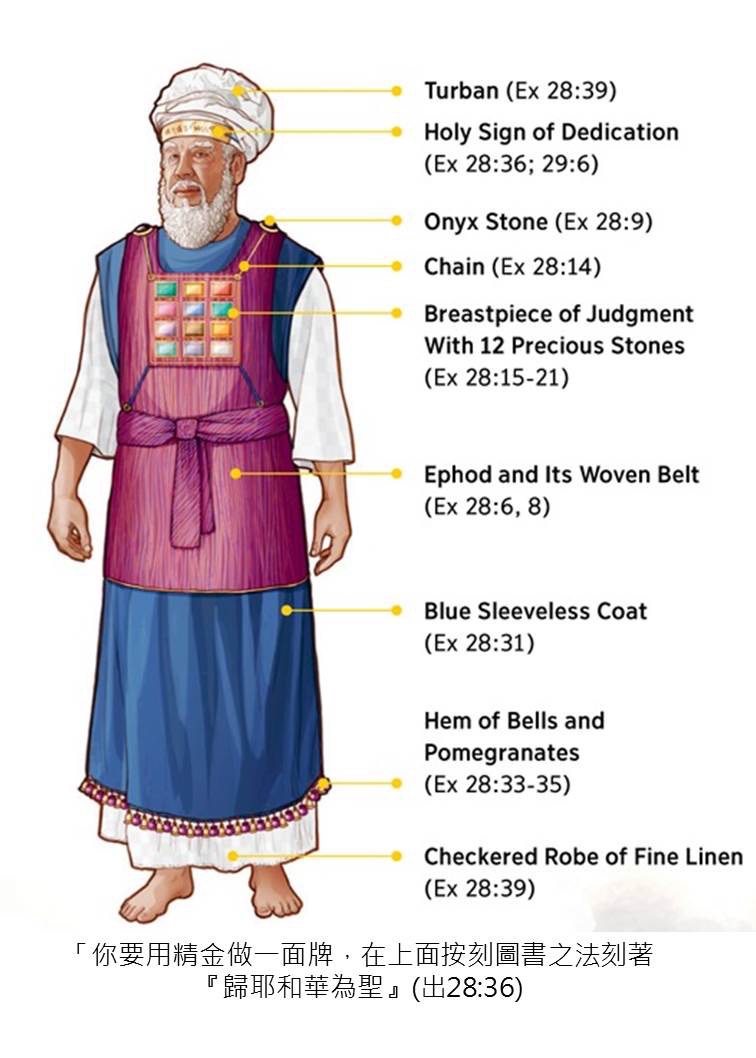 Turban (Ex 28:39)
Holy Sign of Dedication
(Ex 28:36; 29:6)
Onyx Stone (Ex 28:9)
Chain (Ex 28:14)
Breastpiece of Judgment
With 12 Precious Stones
(Ex 28:15-21)
Ephod and Its Woven Belt
(Ex 28:6, 8)
Blue Sleeveless Coat
(Ex 28:31)
Hem of Bells and
Pomegranates
(Ex 28:33-35)
Checkered Robe of Fine Linen
(Ex 28:39)
「你要用精金做一面牌，在上面按刻圖書之法刻著
『歸耶和華為聖』(出28:36)